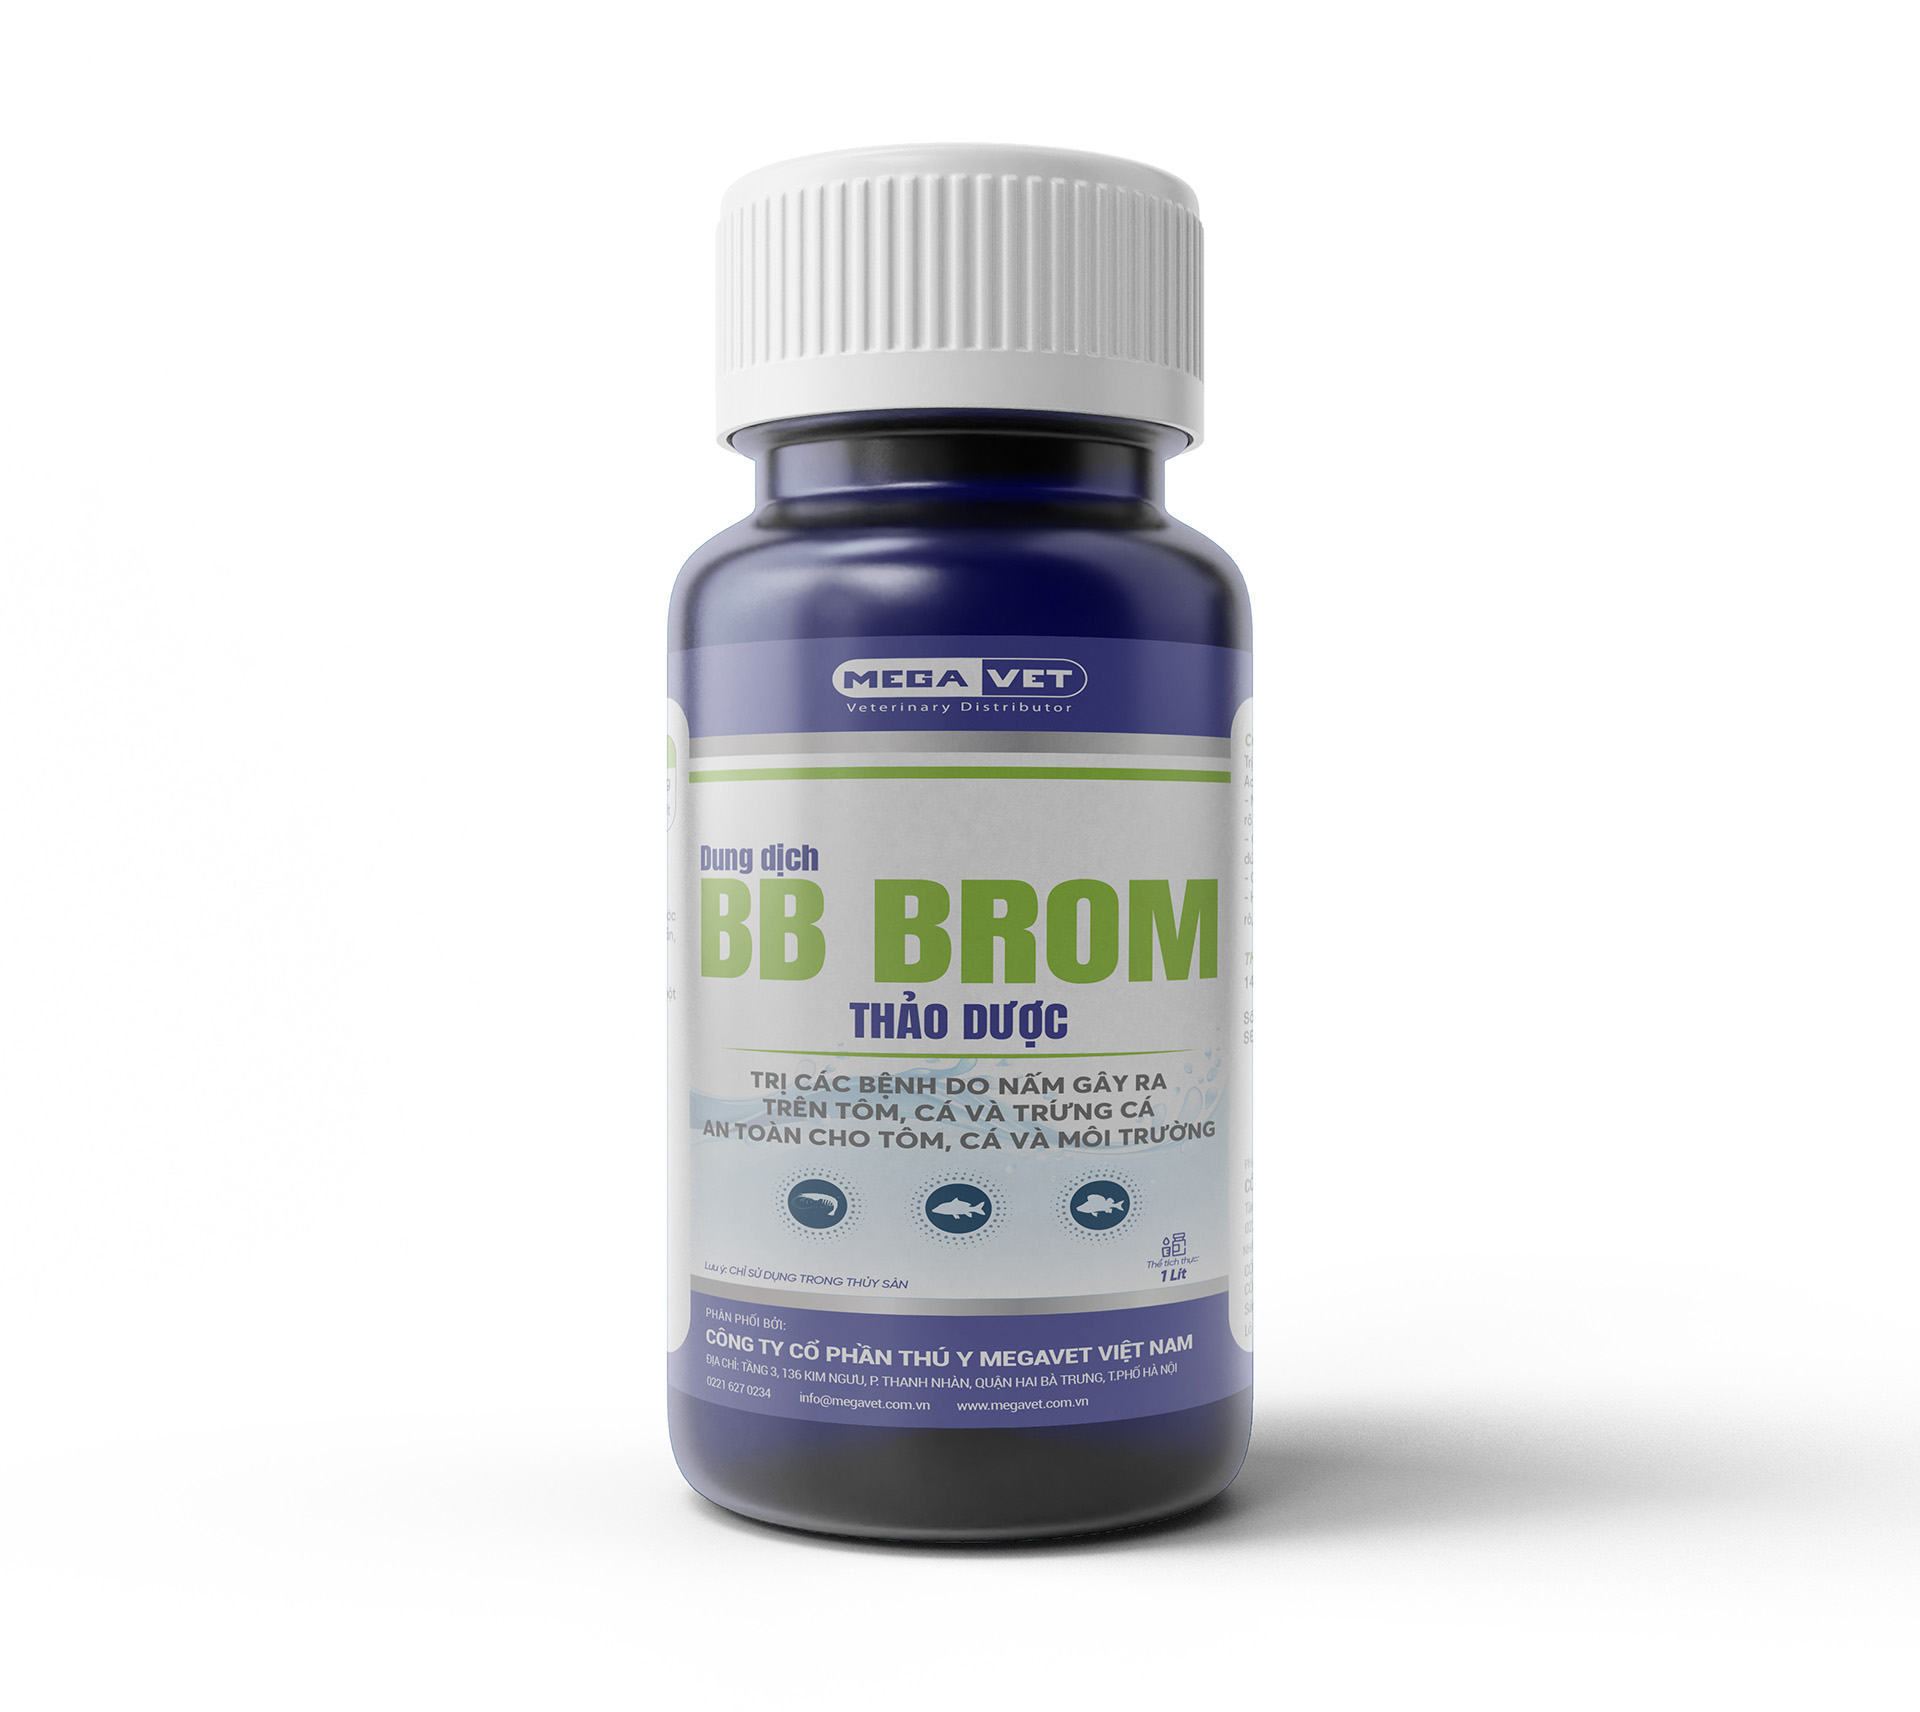 MEGA VET
Veterinary Distributor
Dung dịch
BB BROM
THẢO DƯỢC
TRỊ CÁC BỆNH DO NẤM GÂY RA
TRÊN TÔM, CÁ VÀ TRỨNG CÁ
AN TOÀN CHO TÔM, CÁ VÀ MÔI TRƯỜNG
Thể tích thực:
1 Lít
Lưu ý: CHỈ SỬ DỤNG TRONG THỦY SẢN
PHÂN PHỐI BỞI:
CÔNG TY CỔ PHẦN THÚ Y MEGAVET VIỆT NAM
ĐỊA CHỈ: TẦNG 3, 136 KIM NGƯU, P. THANH NHÀN, QUẬN HAI BÀ TRƯNG, T.PHỐ HÀ NỘI
0221 627 0234 info@megavet.com.vn www.megavet.com.vn